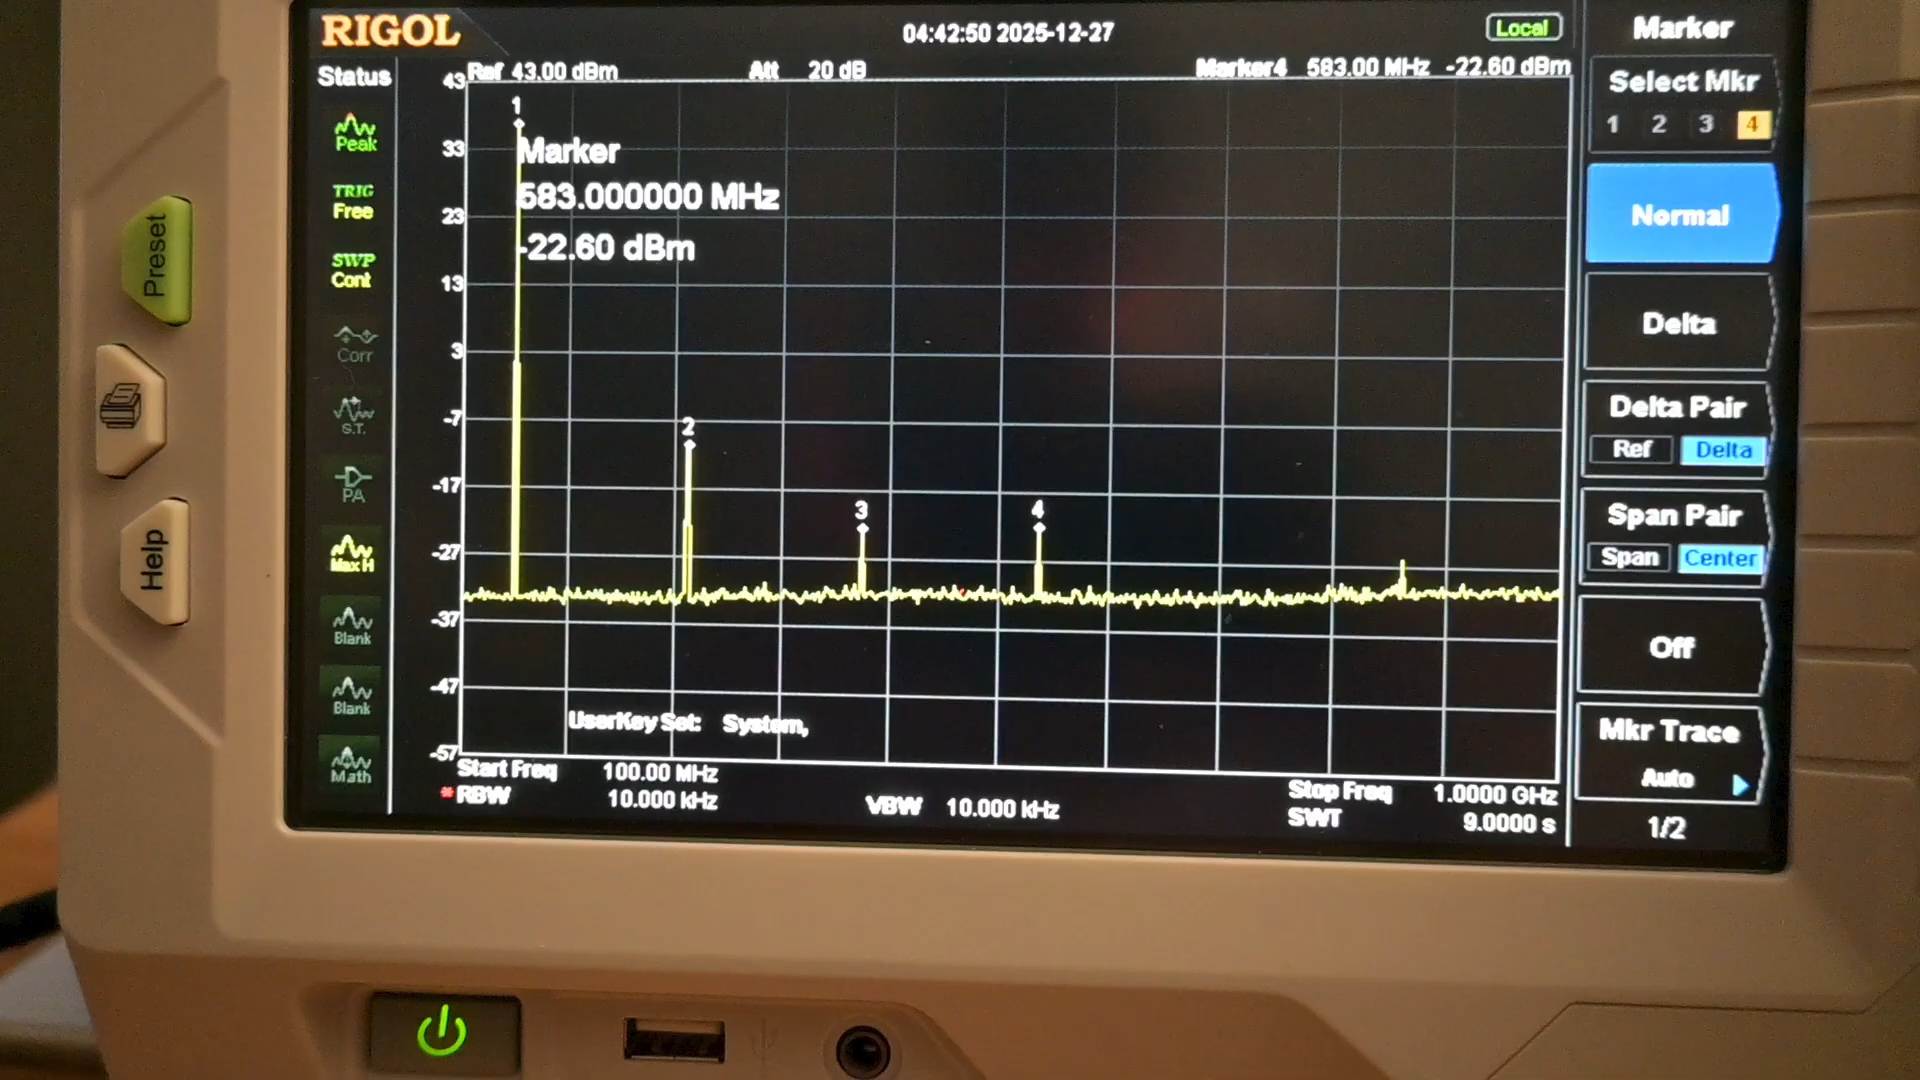 RIGOL
04:42:50 2025-12-27
Local
Marker
Status
Ref 43.00 dBm
Att 20 dB
Marker4 583.00 MHz -22.60 dBm
Select Mkr
1 2 3 4
Peak
TRIG
Free
SWP
Cont
Corr
S.T.
PA
Max H
Blank
Blank
Math
43
33
23
13
3
-7
-17
-27
-37
-47
-57
1
Marker
583.000000 MHz
-22.60 dBm
2
3
4
UserKey Set: System,
Start Freq 100.00 MHz
*RBW 10.000 kHz
VBW 10.000 kHz
Stop Freq 1.0000 GHz
SWT 9.0000 s
Normal
Delta
Delta Pair
Ref Delta
Span Pair
Span Center
Off
Mkr Trace
Auto
1/2
Preset
Help